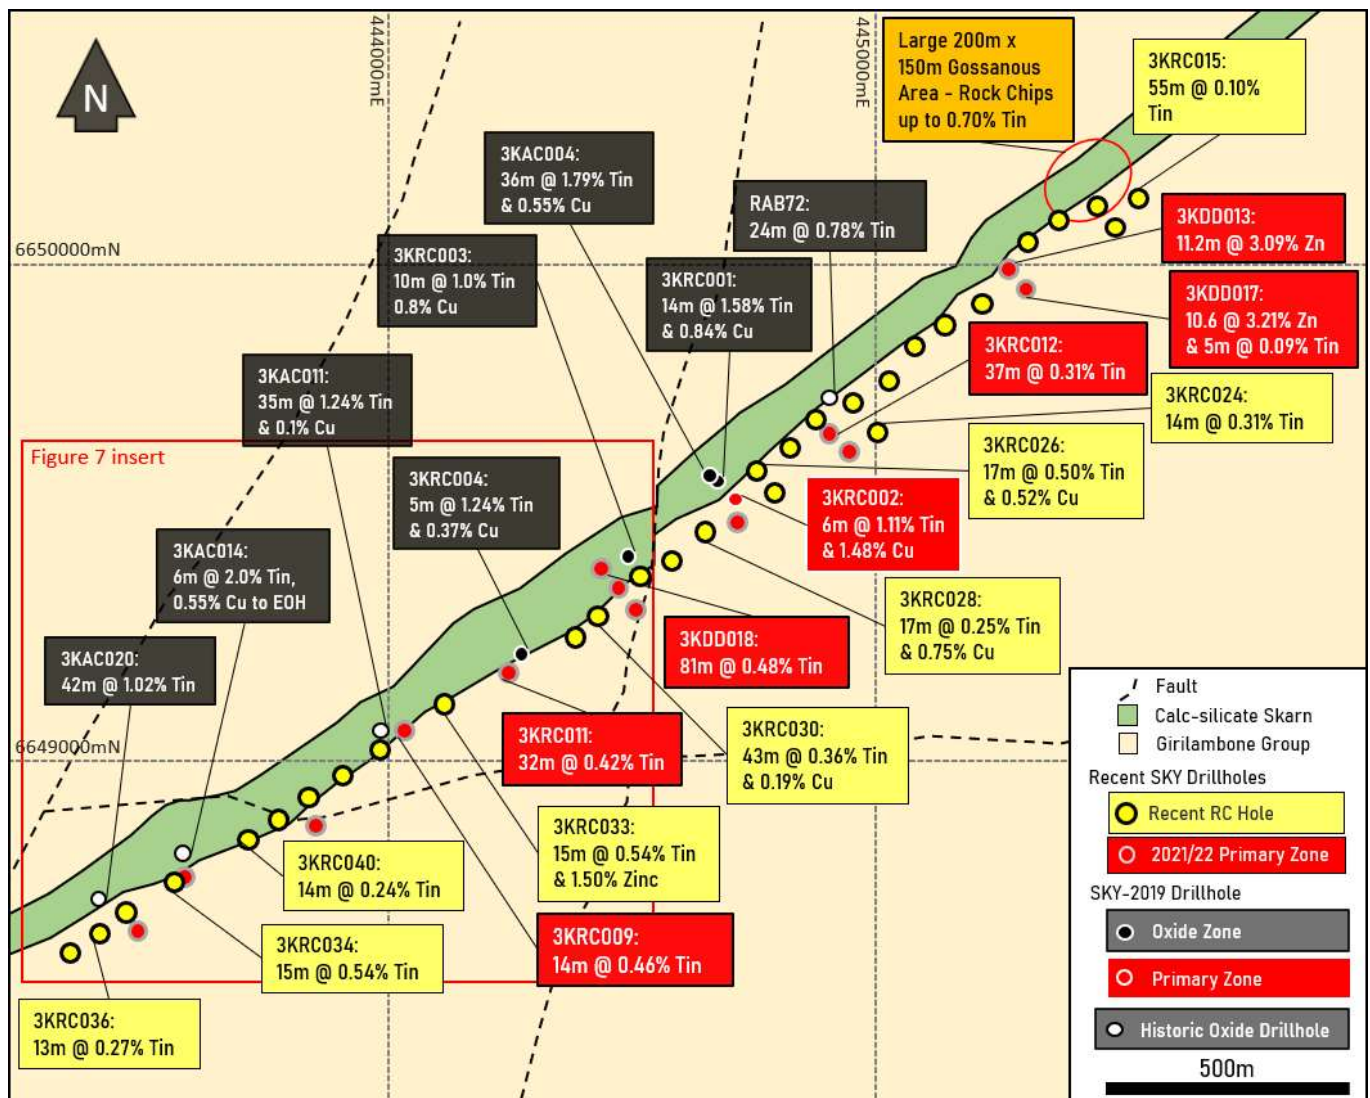 N
444000mE
445000mE
6650000mN
6649000mN
Large 200m x
150m Gossanous
Area - Rock Chips
up to 0.70% Tin
3KRC015:
55m @ 0.10%
Tin
3KAC004:
36m @ 1.79% Tin
& 0.55% Cu
RAB72:
24m @ 0.78% Tin
3KDD013:
11.2m @ 3.09% Zn
3KRC003:
10m @ 1.0% Tin
0.8% Cu
3KRC001:
14m @ 1.58% Tin
& 0.84% Cu
3KDD017:
10.6 @ 3.21% Zn
& 5m @ 0.09% Tin
3KRC012:
37m @ 0.31% Tin
3KAC011:
35m @ 1.24% Tin
& 0.1% Cu
3KRC024:
14m @ 0.31% Tin
Figure 7 insert
3KRC026:
17m @ 0.50% Tin
& 0.52% Cu
3KRC004:
5m @ 1.24% Tin
& 0.37% Cu
3KRC002:
6m @ 1.11% Tin
& 1.48% Cu
3KAC014:
6m @ 2.0% Tin,
0.55% Cu to EOH
3KRC028:
17m @ 0.25% Tin
& 0.75% Cu
3KDD018:
81m @ 0.48% Tin
3KAC020:
42m @ 1.02% Tin
3KRC011:
32m @ 0.42% Tin
3KRC030:
43m @ 0.36% Tin
& 0.19% Cu
3KRC033:
15m @ 0.54% Tin
& 1.50% Zinc
3KRC040:
14m @ 0.24% Tin
3KRC034:
15m @ 0.54% Tin
3KRC009:
14m @ 0.46% Tin
3KRC036:
13m @ 0.27% Tin
Fault
Calc-silicate Skarn
Girilambone Group
Recent SKY Drillholes
Recent RC Hole
2021/22 Primary Zone
SKY-2019 Drillhole
Oxide Zone
Primary Zone
Historic Oxide Drillhole
500m